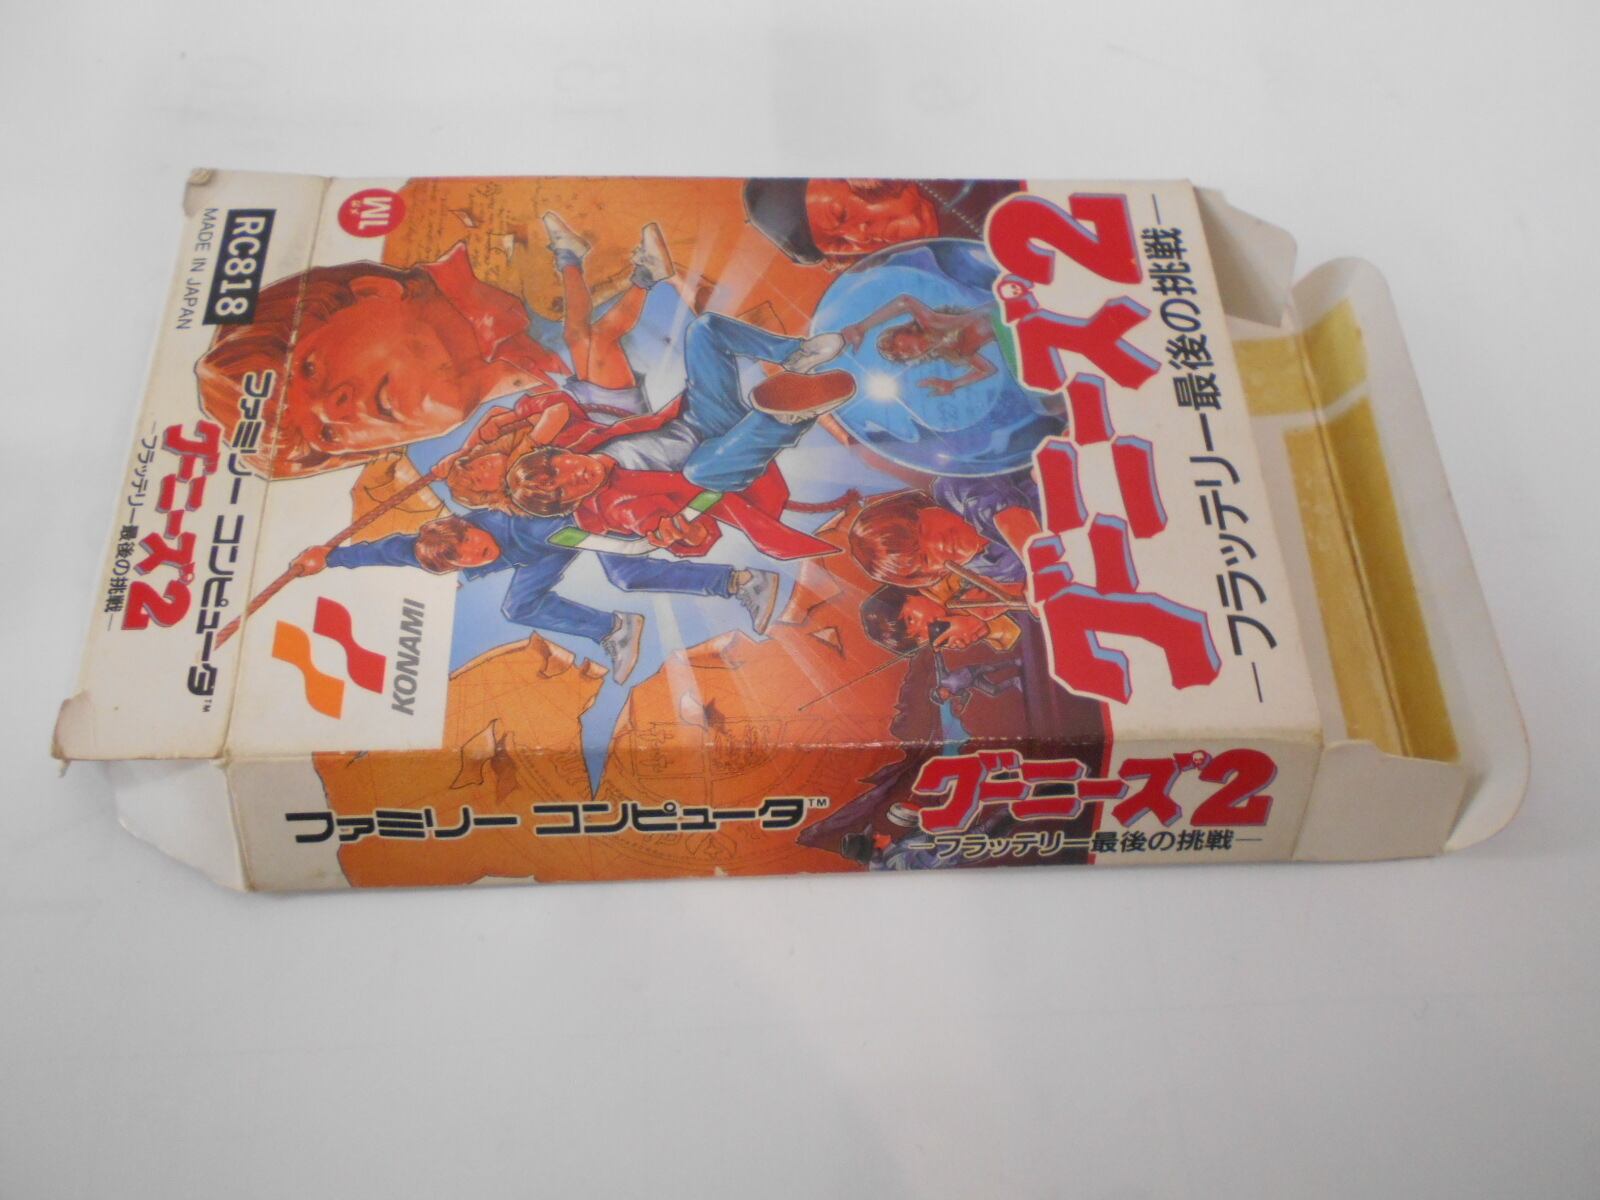 グーニーズ2
―フラッテリー最後の挑戦―
KONAMI
RC818
MADE IN JAPAN
ファミリー コンピュータ™
グーニーズ2
―フラッテリー最後の挑戦―
ファミリー コンピュータ™
グーニーズ2
―フラッテリー最後の挑戦―